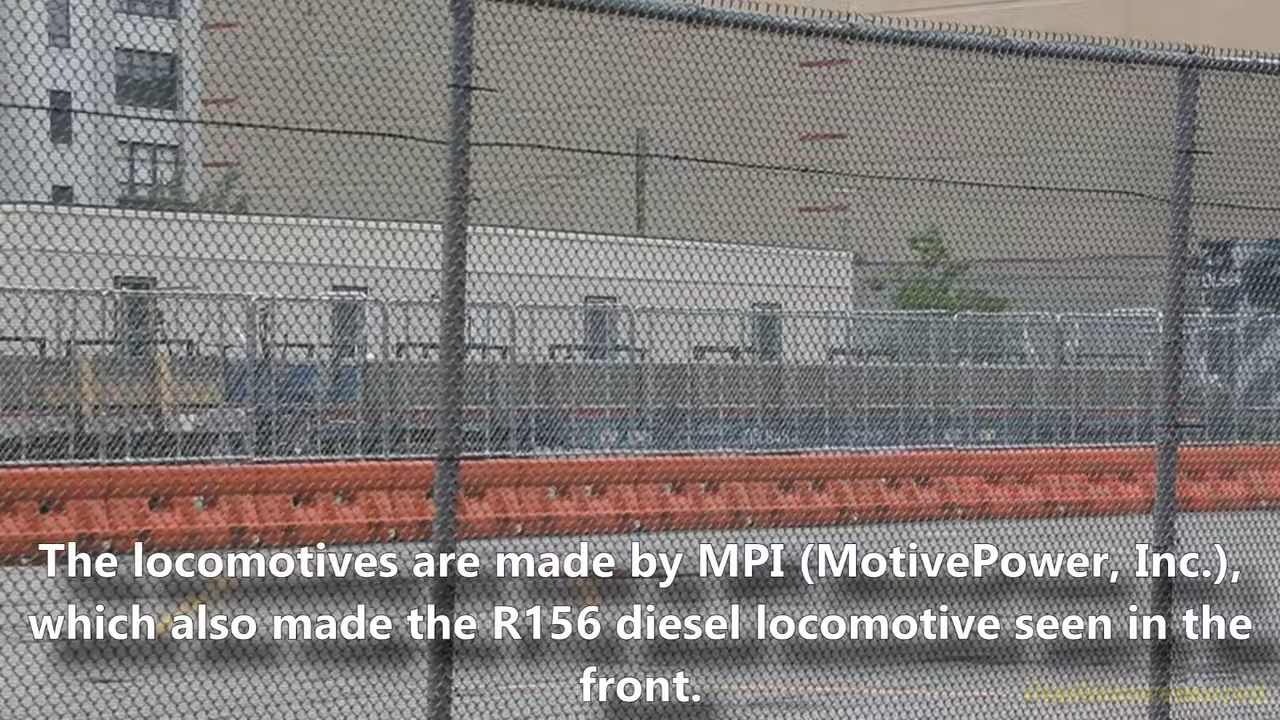 The locomotives are made by MPI (MotivePower, Inc.),
which also made the R156 diesel locomotive seen in the
front.